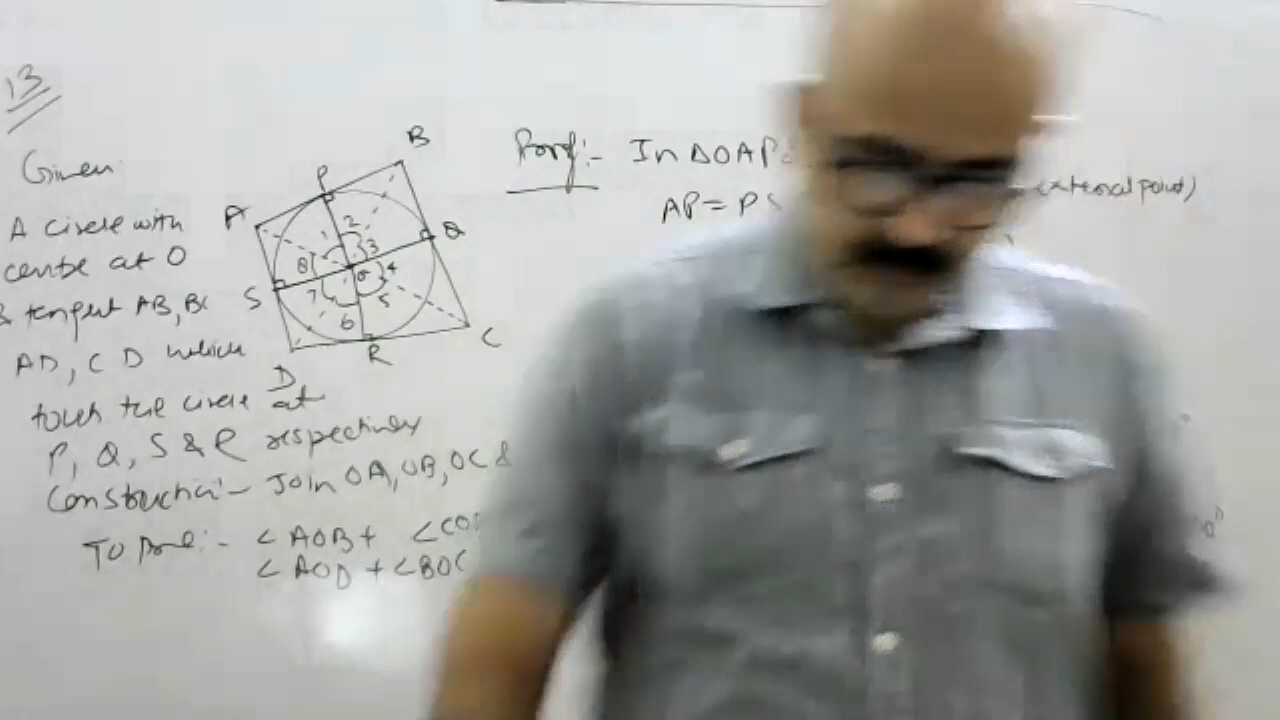 13
Given:
A circle with
centre at O
& tangent AB, BC
AD, CD which
touch the circle at
P, Q, S & R respectively
Construction:- Join OA, OB, OC &
To prove:- ∠AOB + ∠CO
∠AOD + ∠BOC
A P B
1 2
8 3 Q
S 7 O 4
6 5
D R C
Proof:- In ΔOAP
AP =
external point)